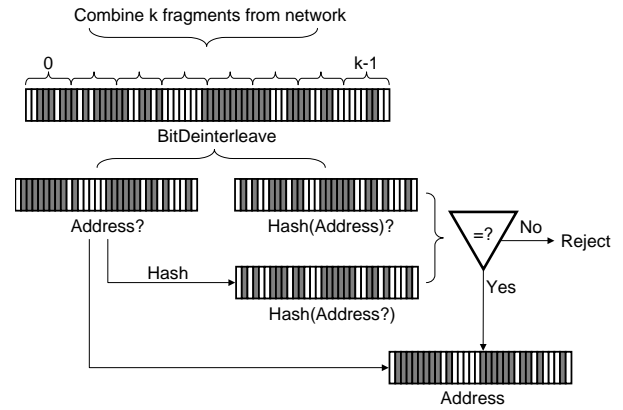 Combine k fragments from network
0 k-1
BitDeinterleave
Address? Hash(Address)?
=? No Reject
Hash
Yes
Hash(Address?)
Address